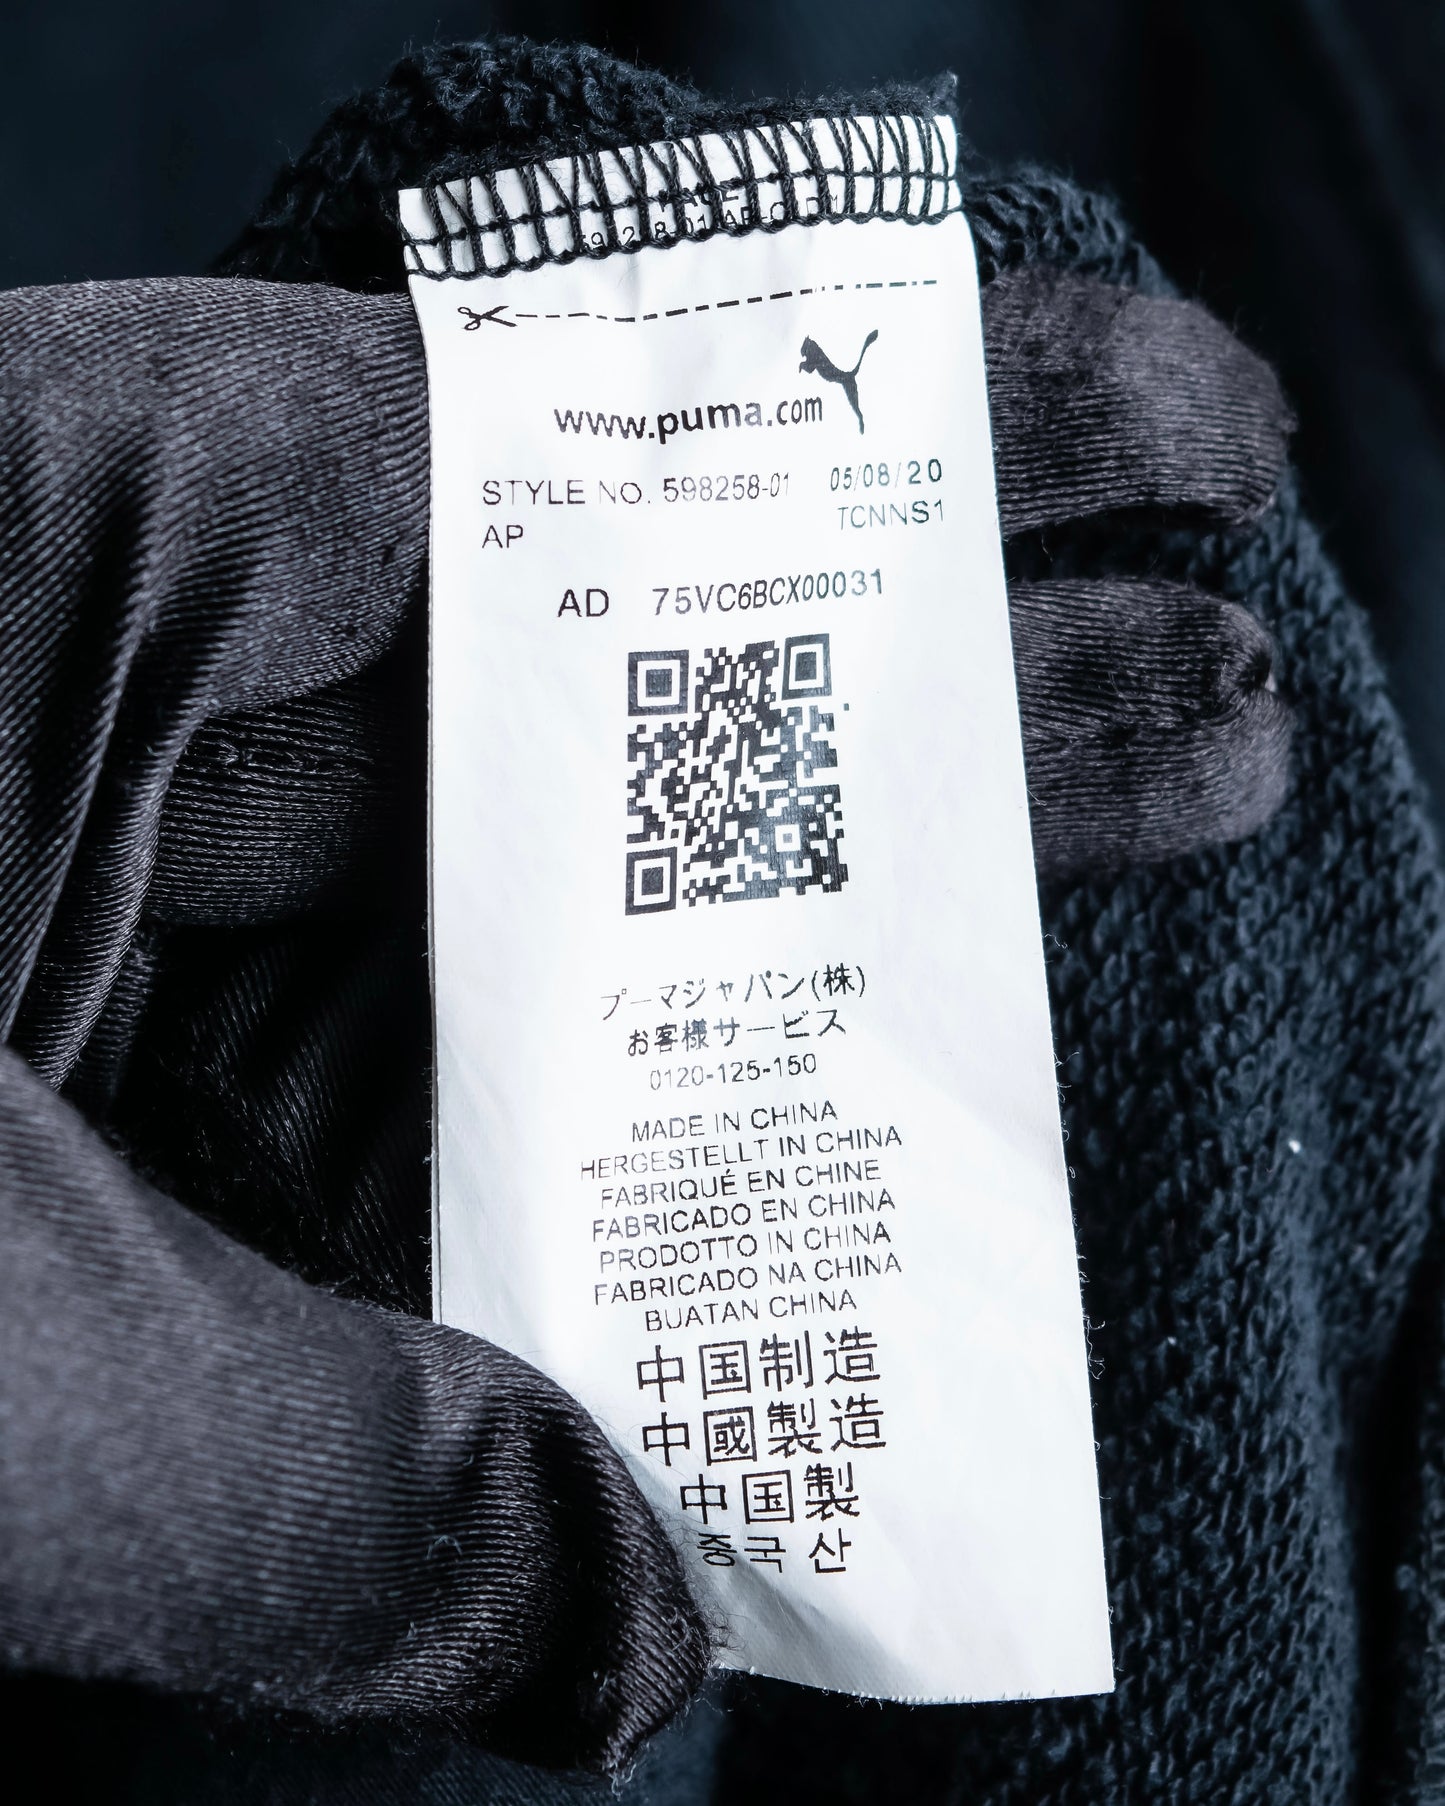 www.puma.com
STYLE NO. 598258-01 05/08/20
AP TCNNS1
AD 75VC6BCX00031
プーマジャパン(株)
お客様サービス
0120-125-150
MADE IN CHINA
HERGESTELLT IN CHINA
FABRIQUÉ EN CHINE
FABRICADO EN CHINA
PRODOTTO IN CHINA
FABRICADO NA CHINA
BUATAN CHINA
中国制造
中國製造
中国製
중국 산